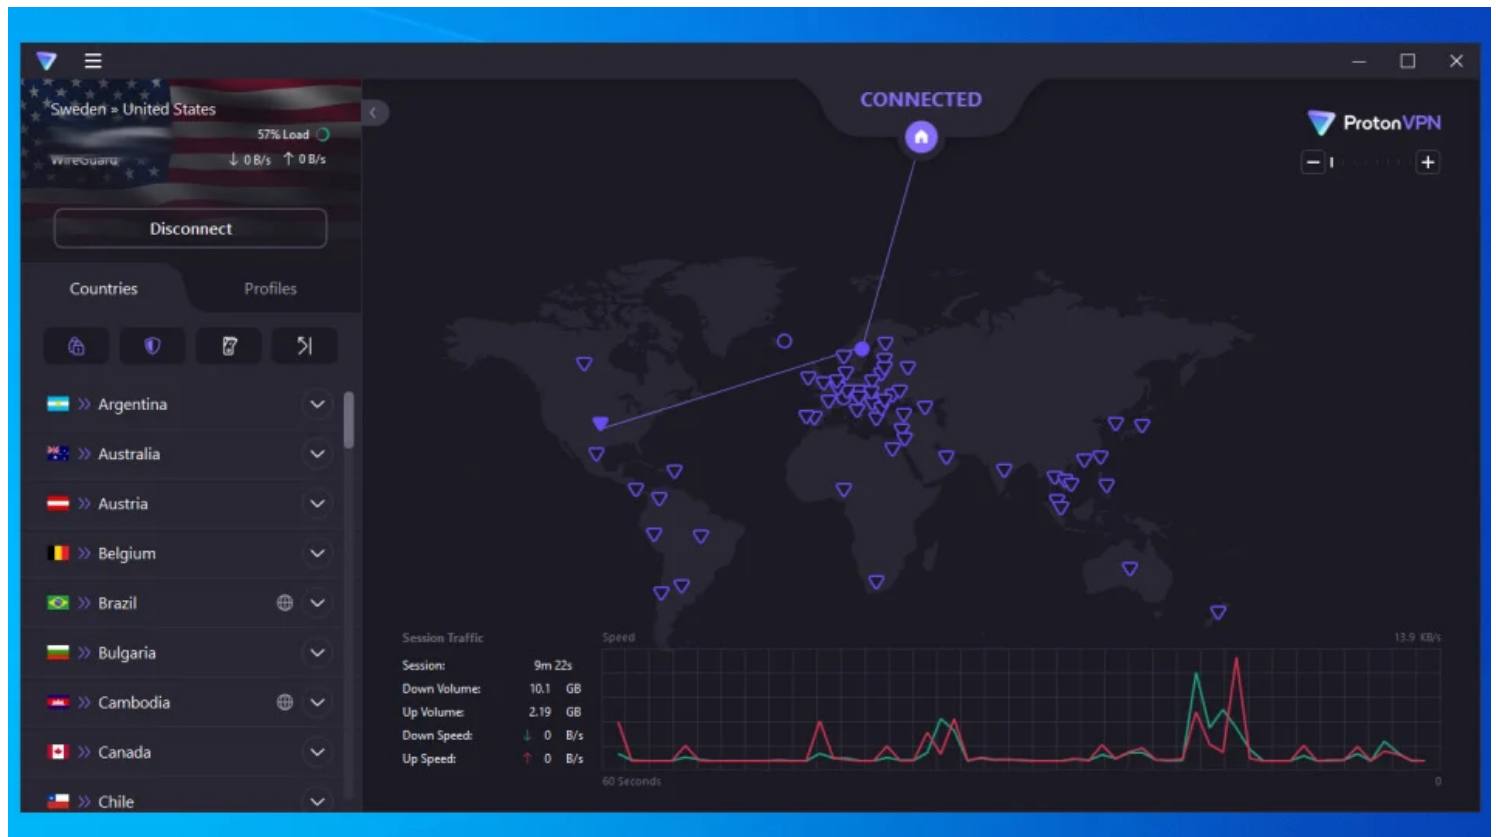 CONNECTED
ProtonVPN
Sweden » United States
57% Load
WireGuard
↓ 0 B/s ↑ 0 B/s
Disconnect
Countries
Profiles
Argentina
Australia
Austria
Belgium
Brazil
Bulgaria
Cambodia
Canada
Chile
Session Traffic
Session: 9m 22s
Down Volume: 10.1 GB
Up Volume: 2.19 GB
Down Speed: ↓ 0 B/s
Up Speed: ↑ 0 B/s
Speed
13.9 KB/s
60 Seconds
0